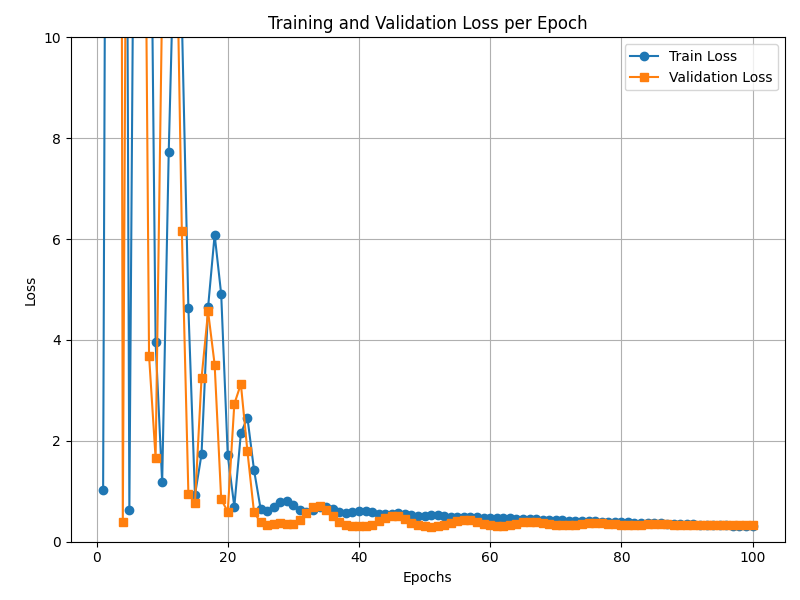 Training and Validation Loss per Epoch
Train Loss
Validation Loss
Loss
10
8
6
4
2
0
0 20 40 60 80 100
Epochs